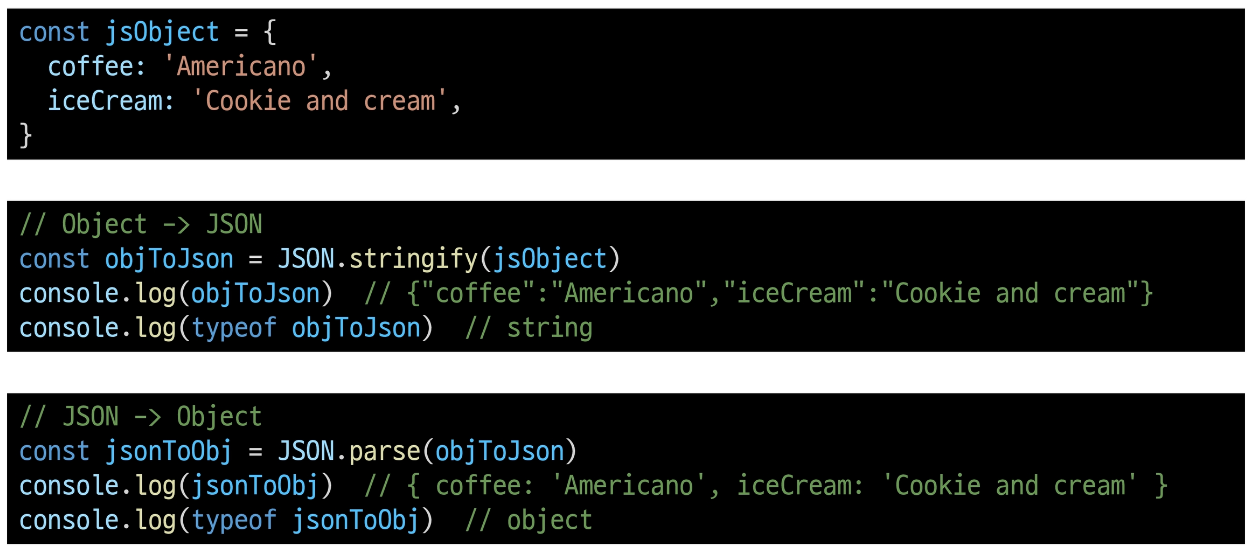 const jsObject = {
  coffee: 'Americano',
  iceCream: 'Cookie and cream',
}
// Object -> JSON
const objToJson = JSON.stringify(jsObject)
console.log(objToJson)  // {"coffee":"Americano","iceCream":"Cookie and cream"}
console.log(typeof objToJson)  // string
// JSON -> Object
const jsonToObj = JSON.parse(objToJson)
console.log(jsonToObj)  // { coffee: 'Americano', iceCream: 'Cookie and cream' }
console.log(typeof jsonToObj)  // object